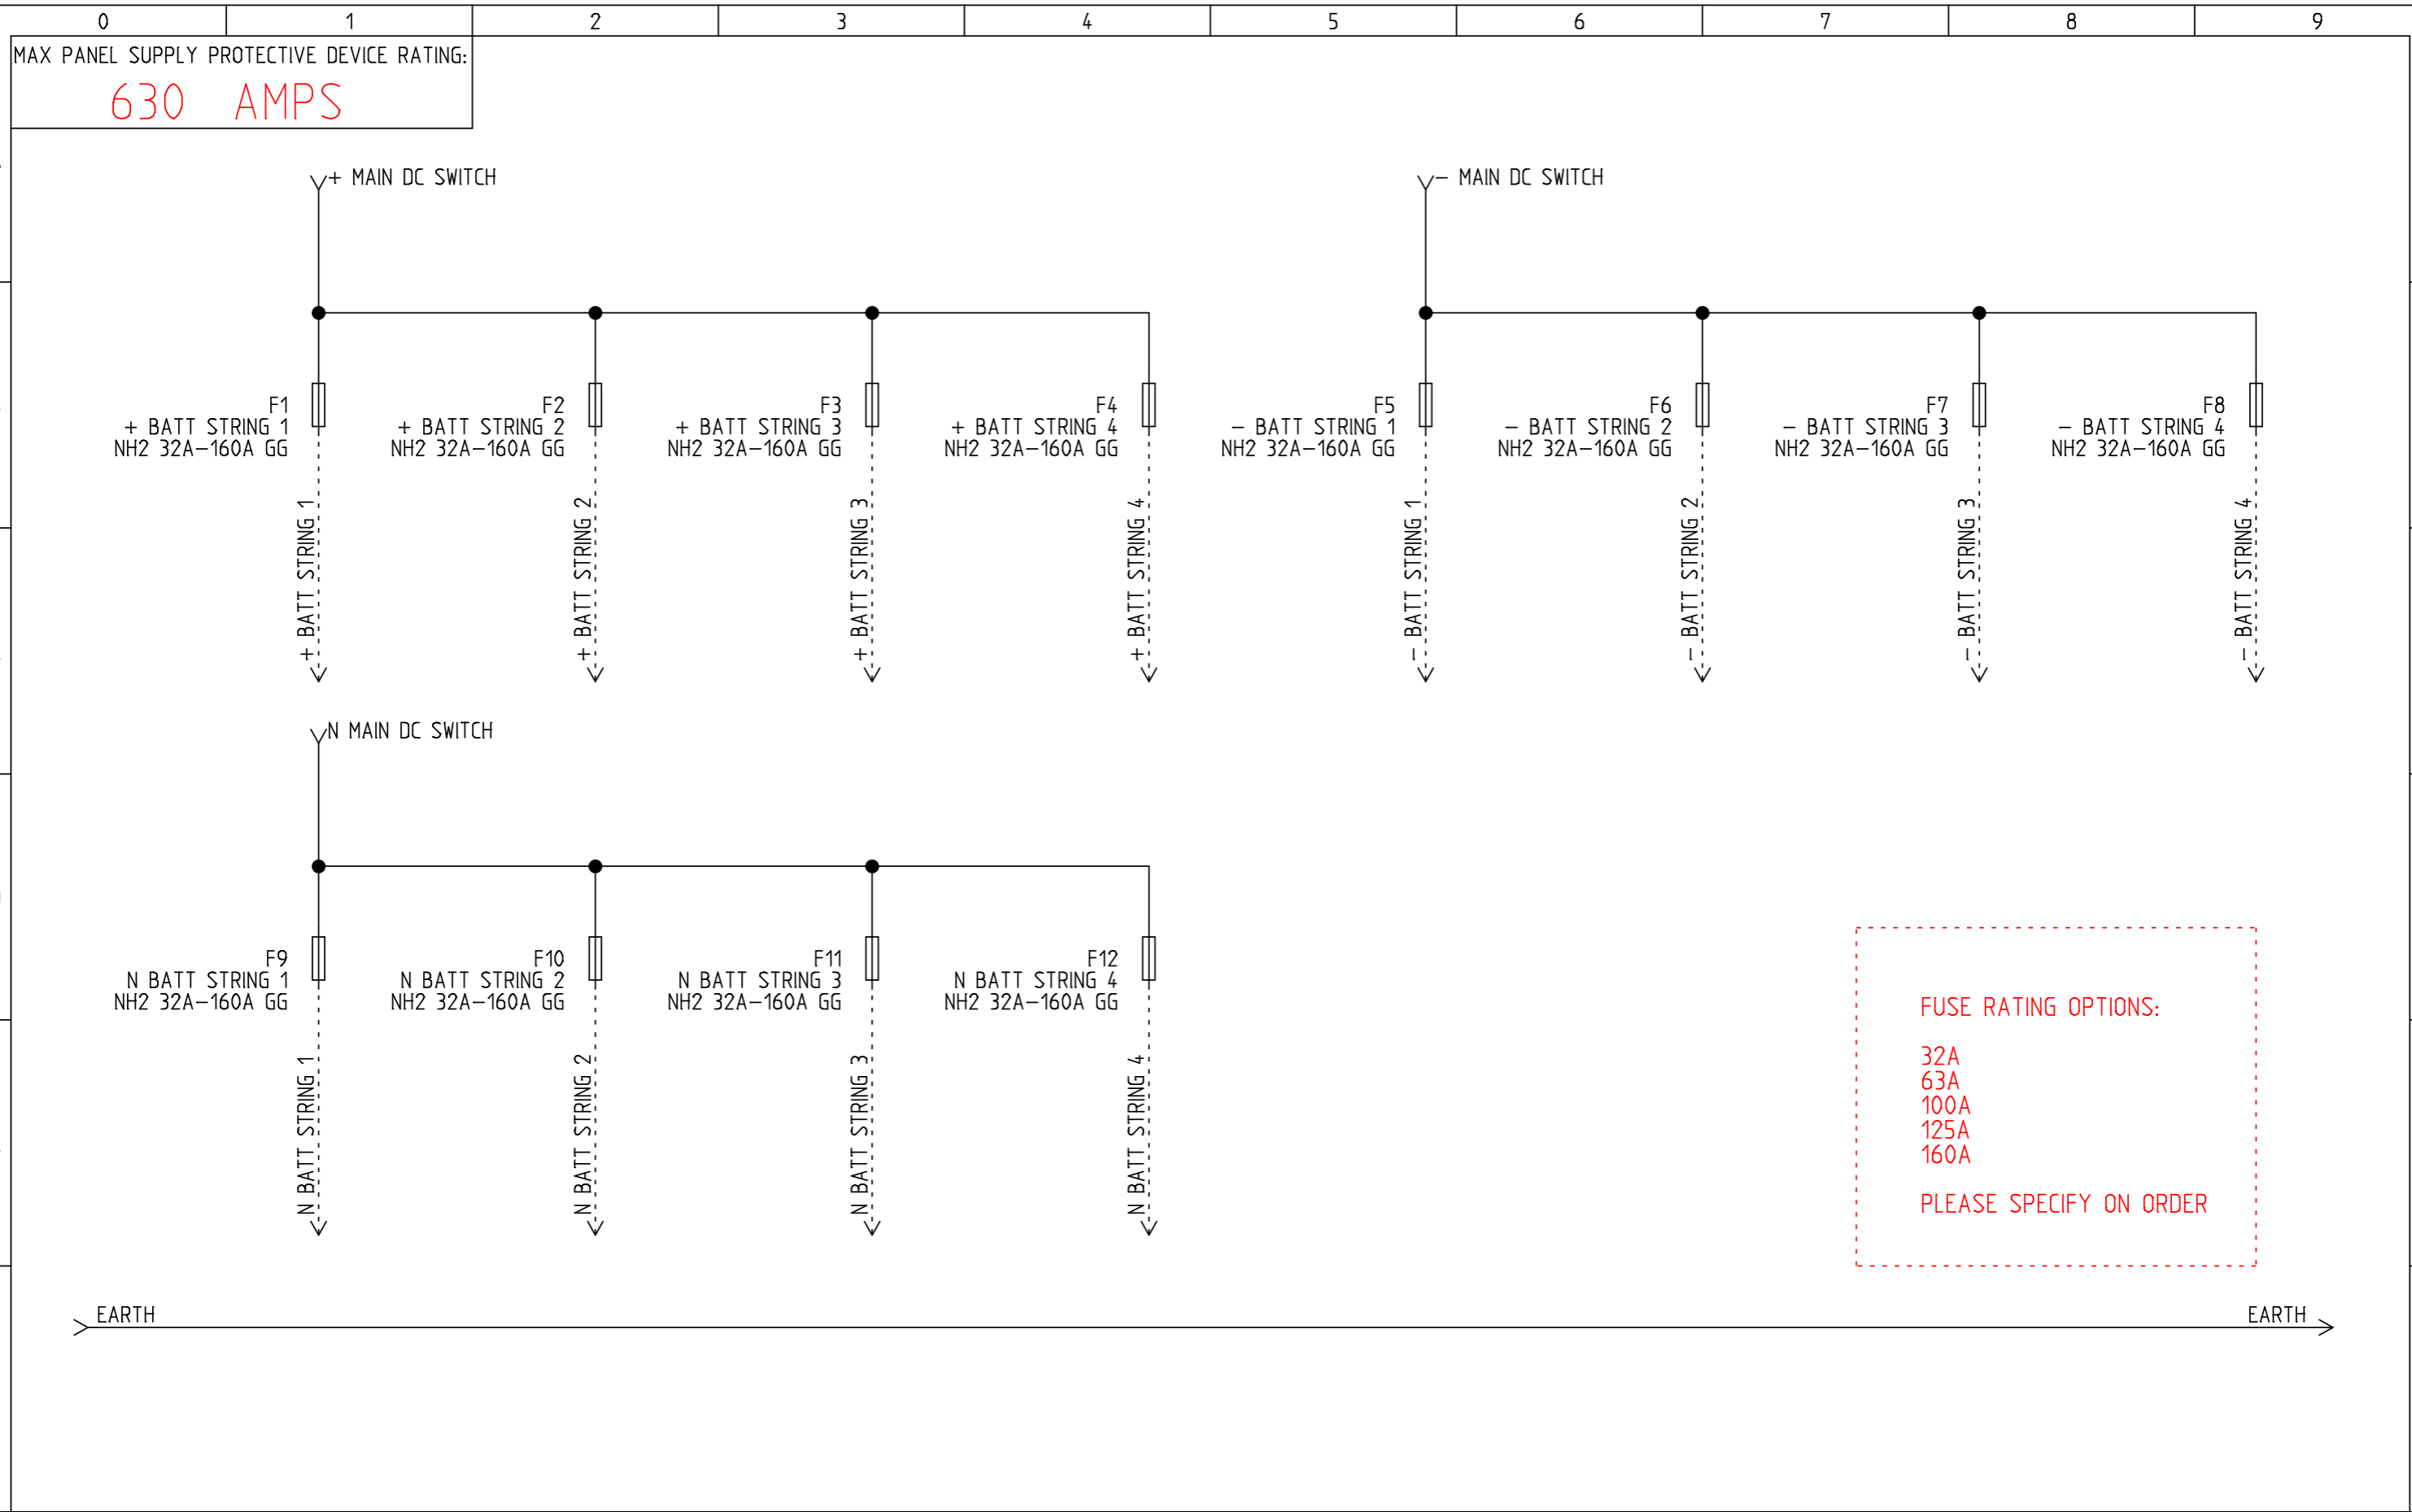 0 1 2 3 4 5 6 7 8 9
MAX PANEL SUPPLY PROTECTIVE DEVICE RATING:
630 AMPS
+ MAIN DC SWITCH
- MAIN DC SWITCH
F1
+ BATT STRING 1
NH2 32A-160A GG
F2
+ BATT STRING 2
NH2 32A-160A GG
F3
+ BATT STRING 3
NH2 32A-160A GG
F4
+ BATT STRING 4
NH2 32A-160A GG
F5
- BATT STRING 1
NH2 32A-160A GG
F6
- BATT STRING 2
NH2 32A-160A GG
F7
- BATT STRING 3
NH2 32A-160A GG
F8
- BATT STRING 4
NH2 32A-160A GG
+ BATT STRING 1
+ BATT STRING 2
+ BATT STRING 3
+ BATT STRING 4
- BATT STRING 1
- BATT STRING 2
- BATT STRING 3
- BATT STRING 4
N MAIN DC SWITCH
F9
N BATT STRING 1
NH2 32A-160A GG
F10
N BATT STRING 2
NH2 32A-160A GG
F11
N BATT STRING 3
NH2 32A-160A GG
F12
N BATT STRING 4
NH2 32A-160A GG
N BATT STRING 1
N BATT STRING 2
N BATT STRING 3
N BATT STRING 4
FUSE RATING OPTIONS:
32A
63A
100A
125A
160A
PLEASE SPECIFY ON ORDER
EARTH
EARTH